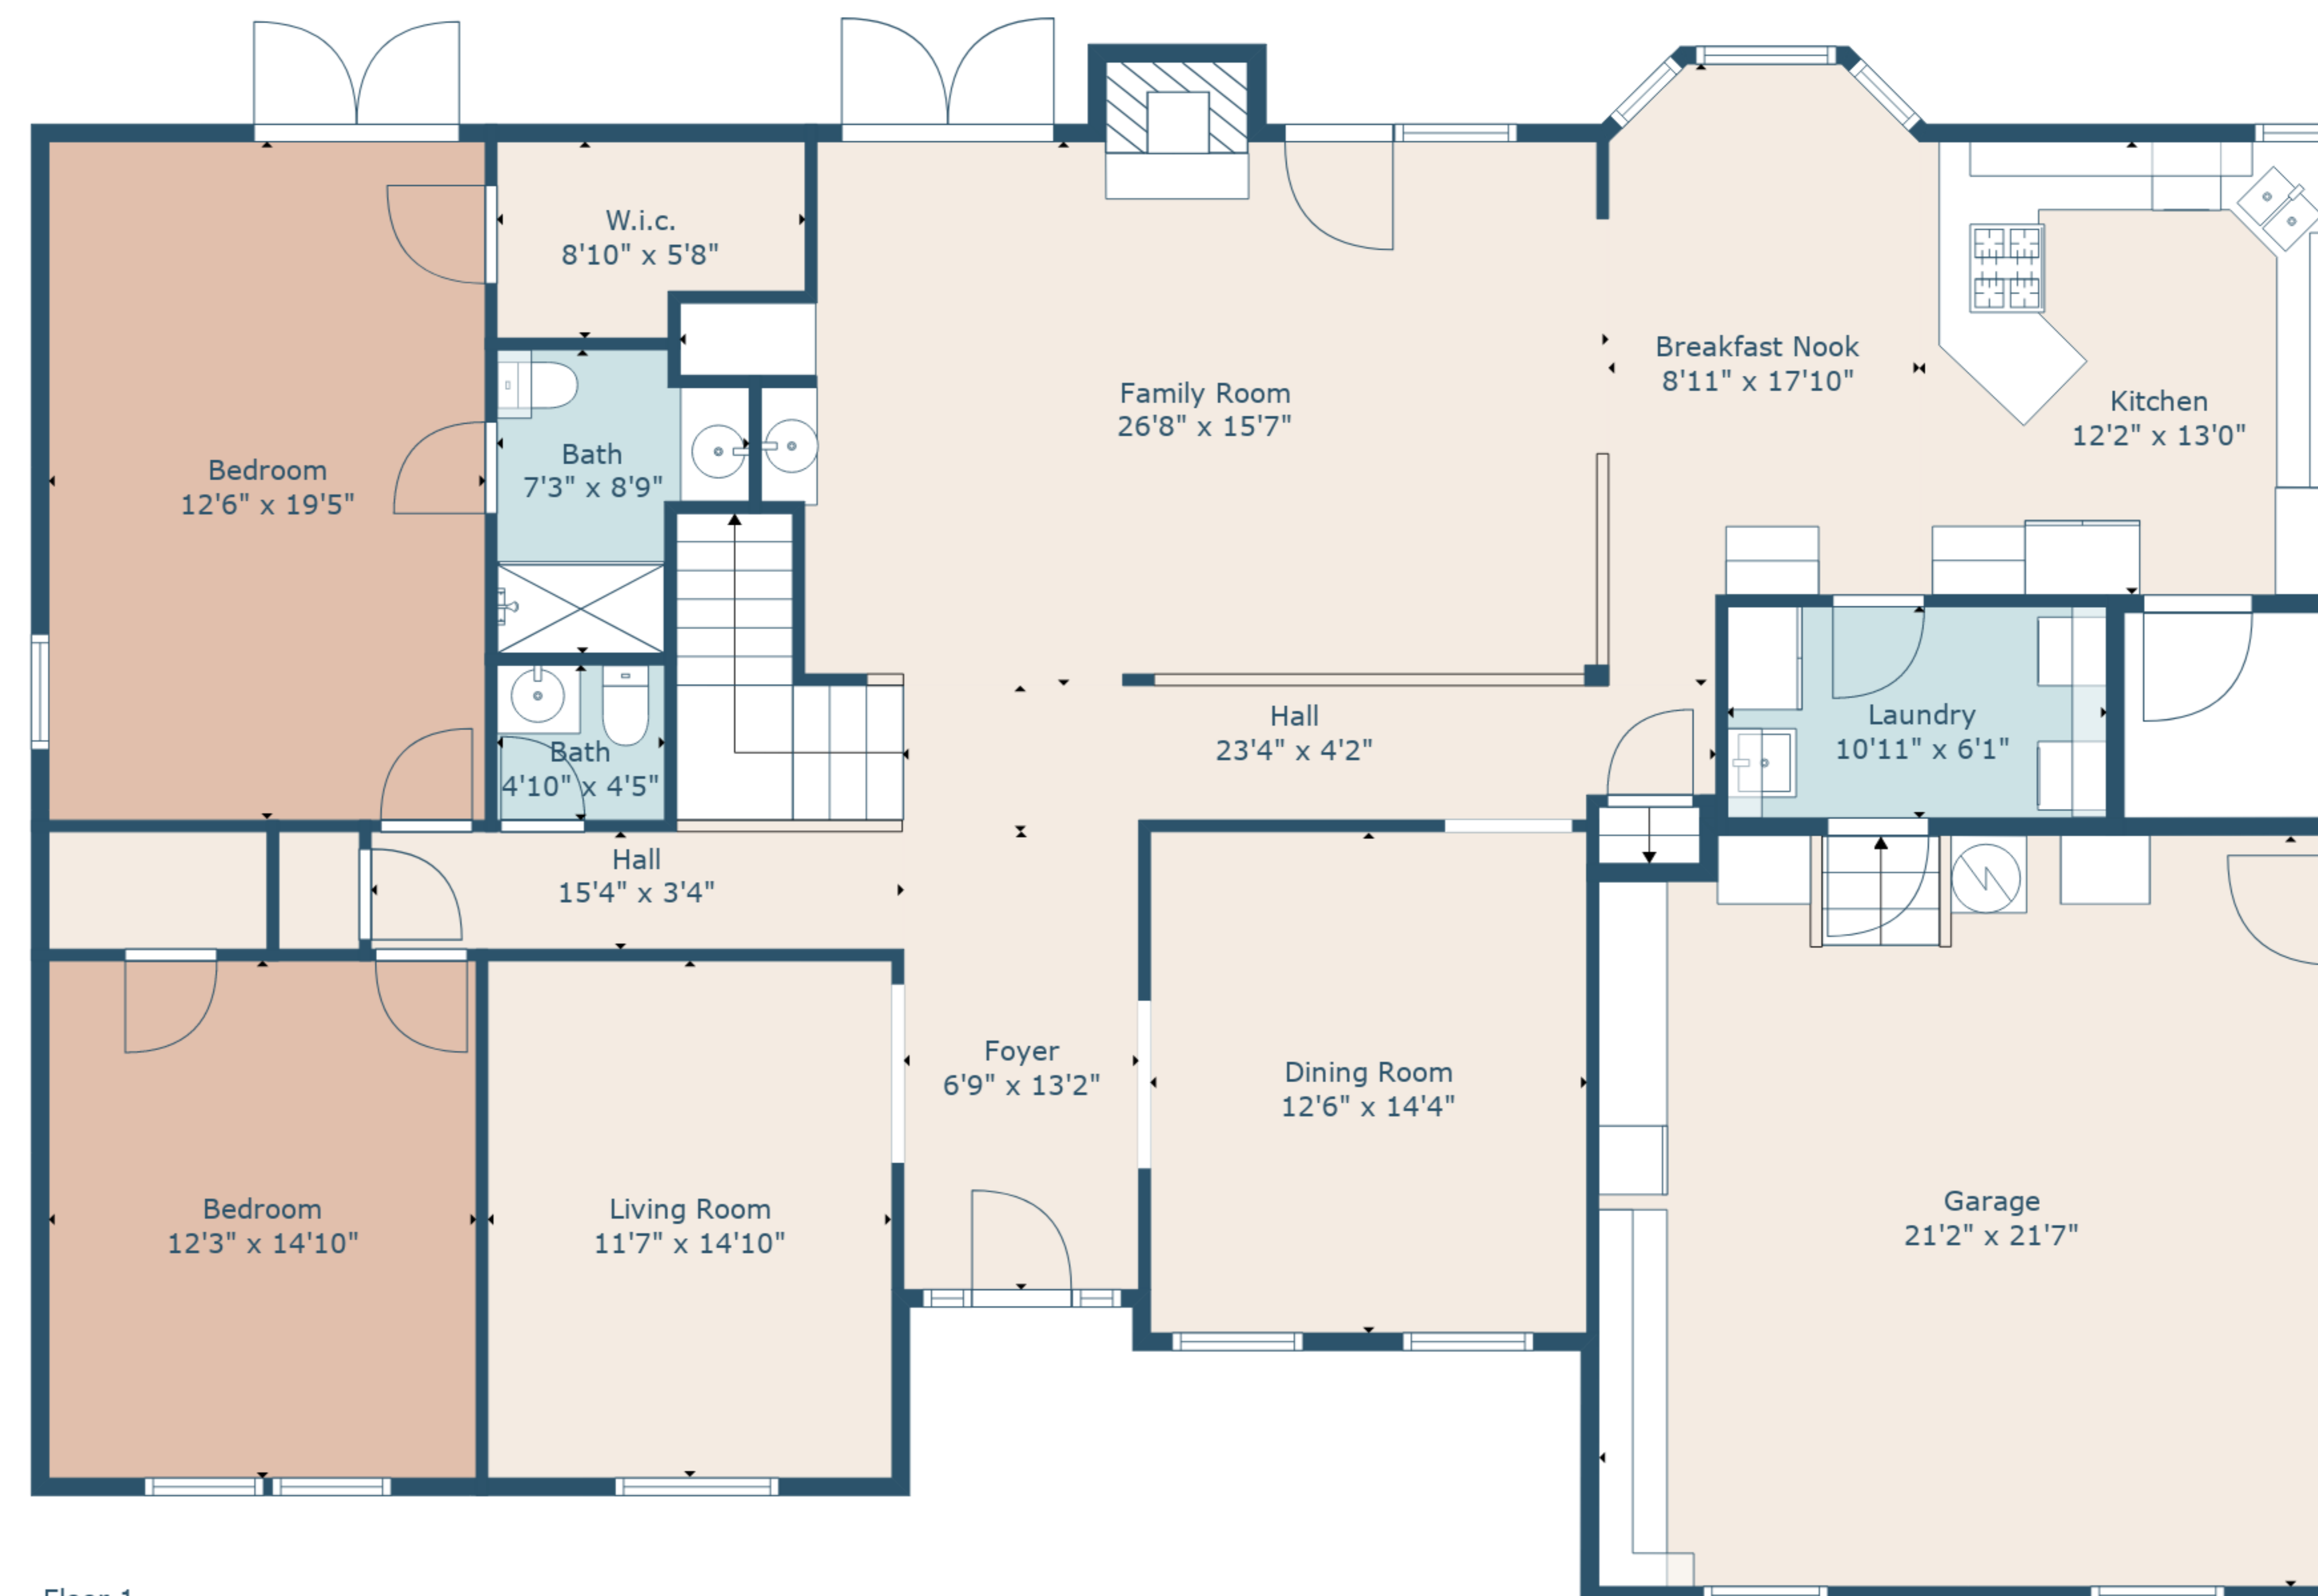 W.i.c.
8'10" x 5'8"
Breakfast Nook
8'11" x 17'10"
Family Room
26'8" x 15'7"
Kitchen
12'2" x 13'0"
Bath
7'3" x 8'9"
Bedroom
12'6" x 19'5"
Hall
23'4" x 4'2"
Laundry
10'11" x 6'1"
Bath
4'10" x 4'5"
Hall
15'4" x 3'4"
Foyer
6'9" x 13'2"
Dining Room
12'6" x 14'4"
Bedroom
12'3" x 14'10"
Living Room
11'7" x 14'10"
Garage
21'2" x 21'7"
Floor 1